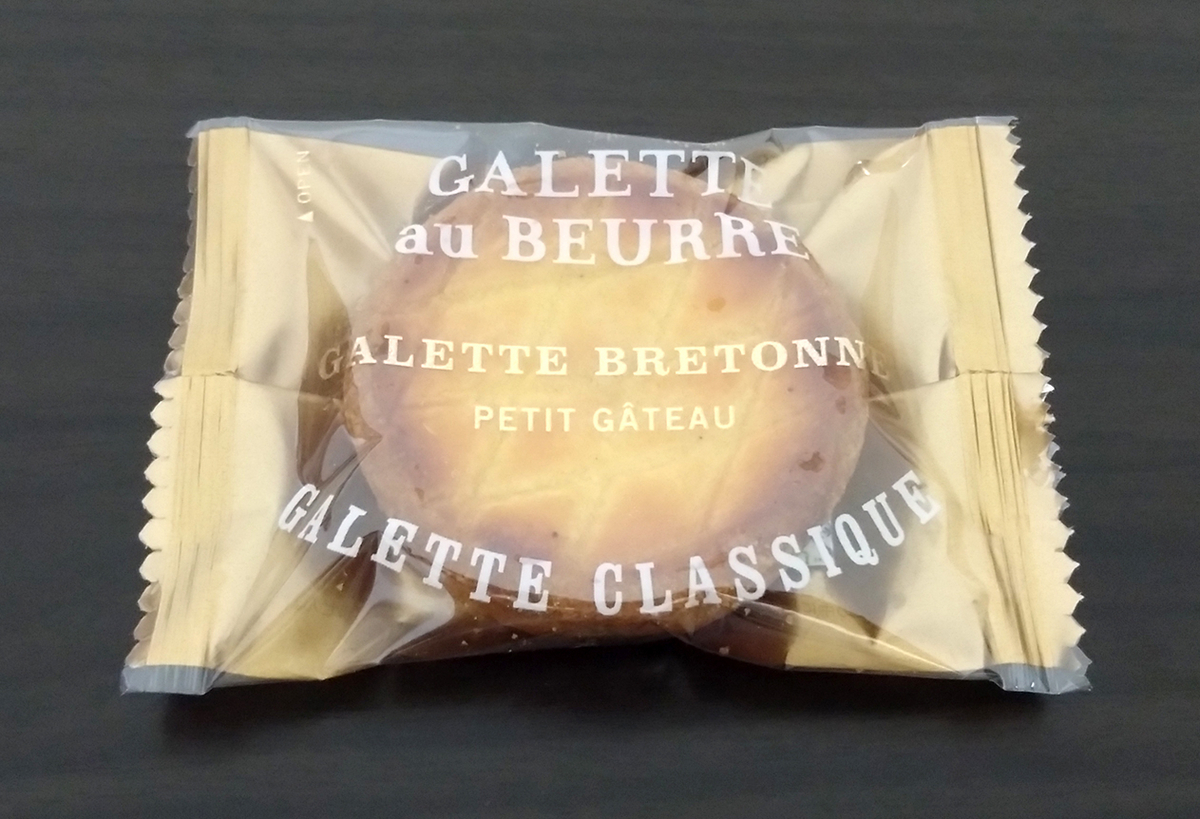 ▲OPEN
GALETTE
au BEURRE
GALETTE BRETONNE
PETIT GÂTEAU
GALETTE CLASSIQUE